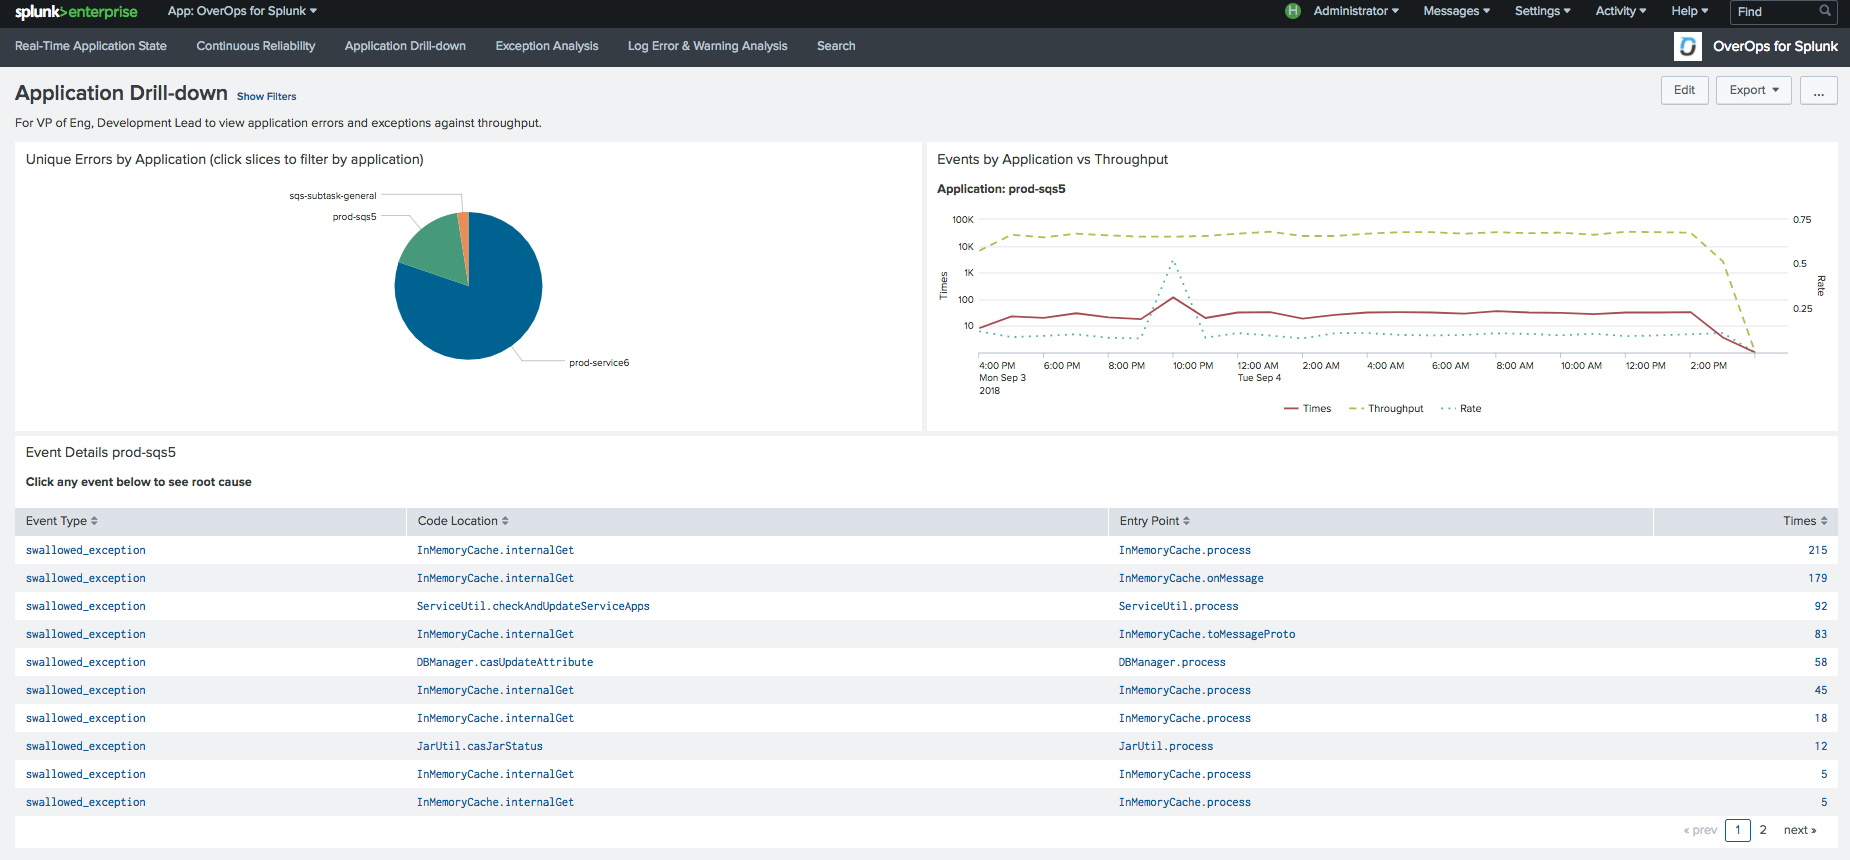 splunk>enterprise App: OverOps for Splunk H Administrator Messages Settings Activity Help Find
Real-Time Application State Continuous Reliability Application Drill-down Exception Analysis Log Error & Warning Analysis Search OverOps for Splunk
Application Drill-down Show Filters Edit Export ...
For VP of Eng, Development Lead to view application errors and exceptions against throughput.
Unique Errors by Application (click slices to filter by application)
sqs-subtask-general
prod-sqs5
prod-service6
Events by Application vs Throughput
Application: prod-sqs5
100K 0.75
10K
0.5
1K
100
0.25
10
Times
Rate
4:00 PM 6:00 PM 8:00 PM 10:00 PM 12:00 AM 2:00 AM 4:00 AM 6:00 AM 8:00 AM 10:00 AM 12:00 PM 2:00 PM
Mon Sep 3 Tue Sep 4
2018
Times Throughput Rate
Event Details prod-sqs5
Click any event below to see root cause
Event Type Code Location Entry Point Times
swallowed_exception InMemoryCache.internalGet InMemoryCache.process 215
swallowed_exception InMemoryCache.internalGet InMemoryCache.onMessage 179
swallowed_exception ServiceUtil.checkAndUpdateServiceApps ServiceUtil.process 92
swallowed_exception InMemoryCache.internalGet InMemoryCache.toMessageProto 83
swallowed_exception DBManager.casUpdateAttribute DBManager.process 58
swallowed_exception InMemoryCache.internalGet InMemoryCache.process 45
swallowed_exception InMemoryCache.internalGet InMemoryCache.process 18
swallowed_exception JarUtil.casJarStatus JarUtil.process 12
swallowed_exception InMemoryCache.internalGet InMemoryCache.process 5
swallowed_exception InMemoryCache.internalGet InMemoryCache.process 5
« prev 1 2 next »